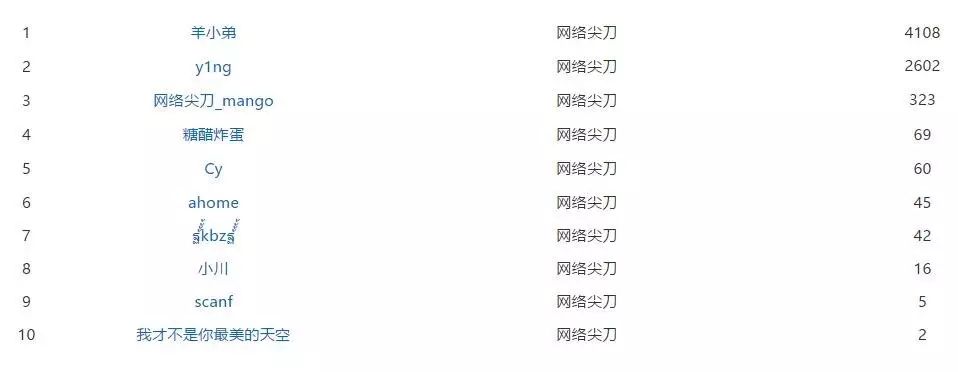 1 羊小弟 网络尖刀 4108
2 y1ng 网络尖刀 2602
3 网络尖刀_mango 网络尖刀 323
4 糖醋炸蛋 网络尖刀 69
5 Cy 网络尖刀 60
6 ahome 网络尖刀 45
7 网络尖刀 42
8 小川 网络尖刀 16
9 scanf 网络尖刀 5
10 我才不是你最美的天空 网络尖刀 2